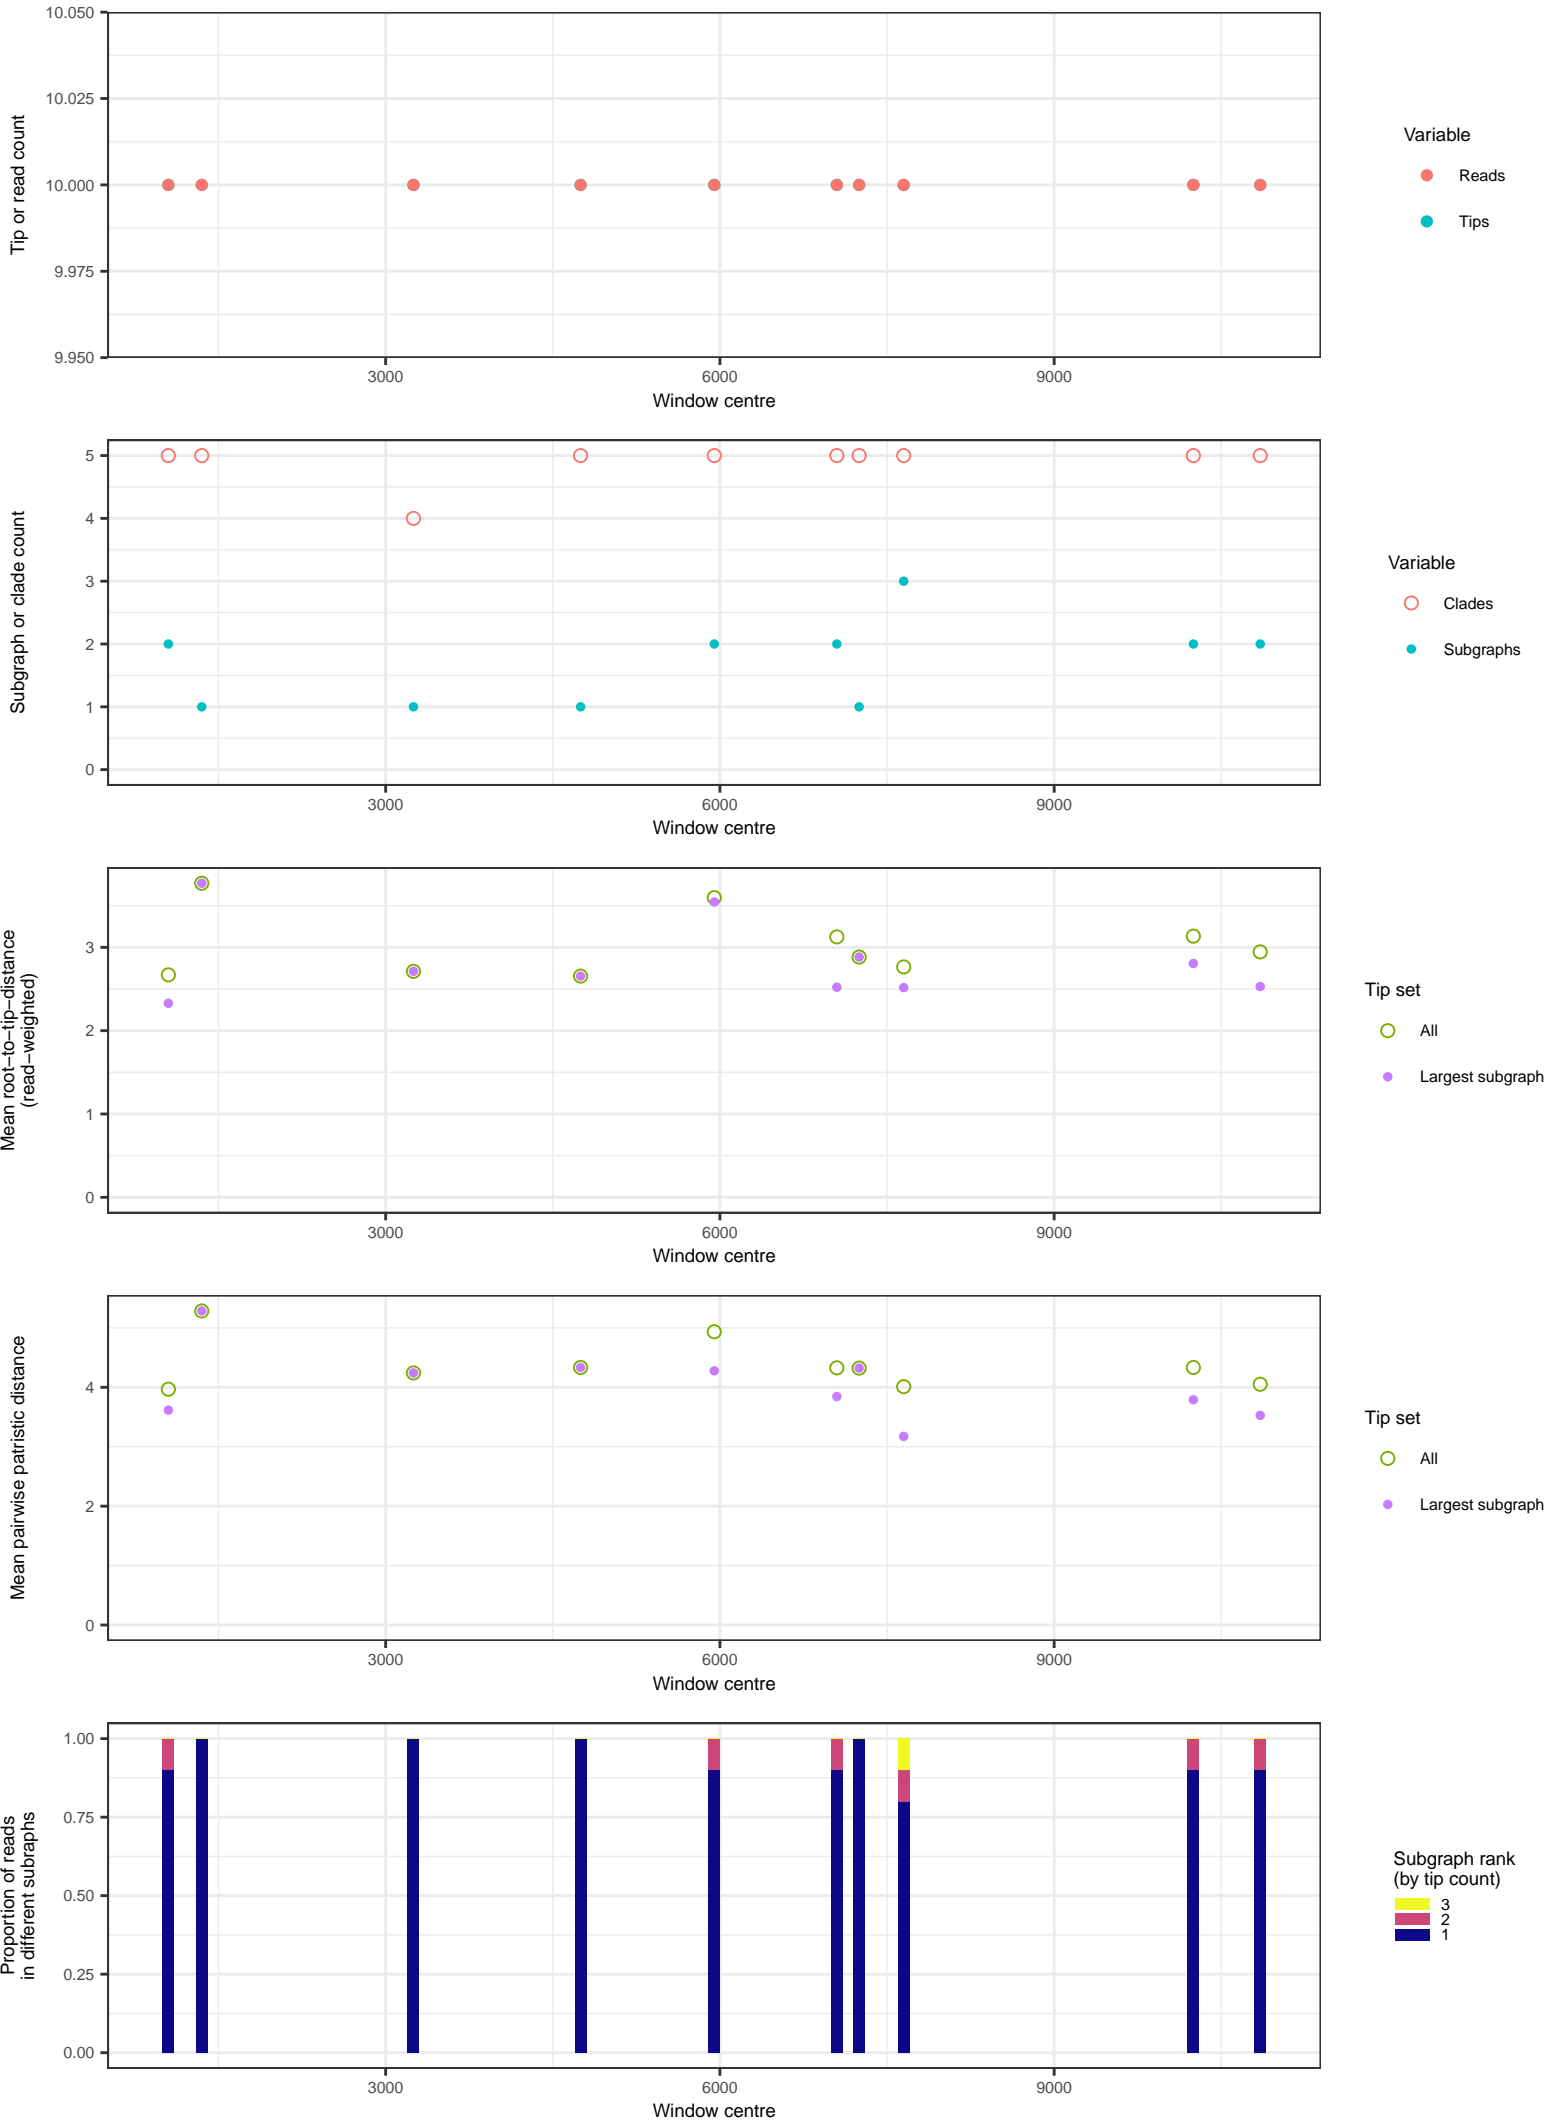 10.050
10.025
10.000
9.975
9.950
Tip or read count
3000
6000
9000
Window centre
Variable
Reads
Tips
5
4
3
2
1
0
Subgraph or clade count
3000
6000
9000
Window centre
Variable
Clades
Subgraphs
3
2
1
0
Mean root−to−tip−distance
(read−weighted)
3000
6000
9000
Window centre
Tip set
All
Largest subgraph
4
2
0
Mean pairwise patristic distance
3000
6000
9000
Window centre
Tip set
All
Largest subgraph
1.00
0.75
0.50
0.25
0.00
Proportion of reads
in different subraphs
3000
6000
9000
Window centre
Subgraph rank
(by tip count)
3
2
1